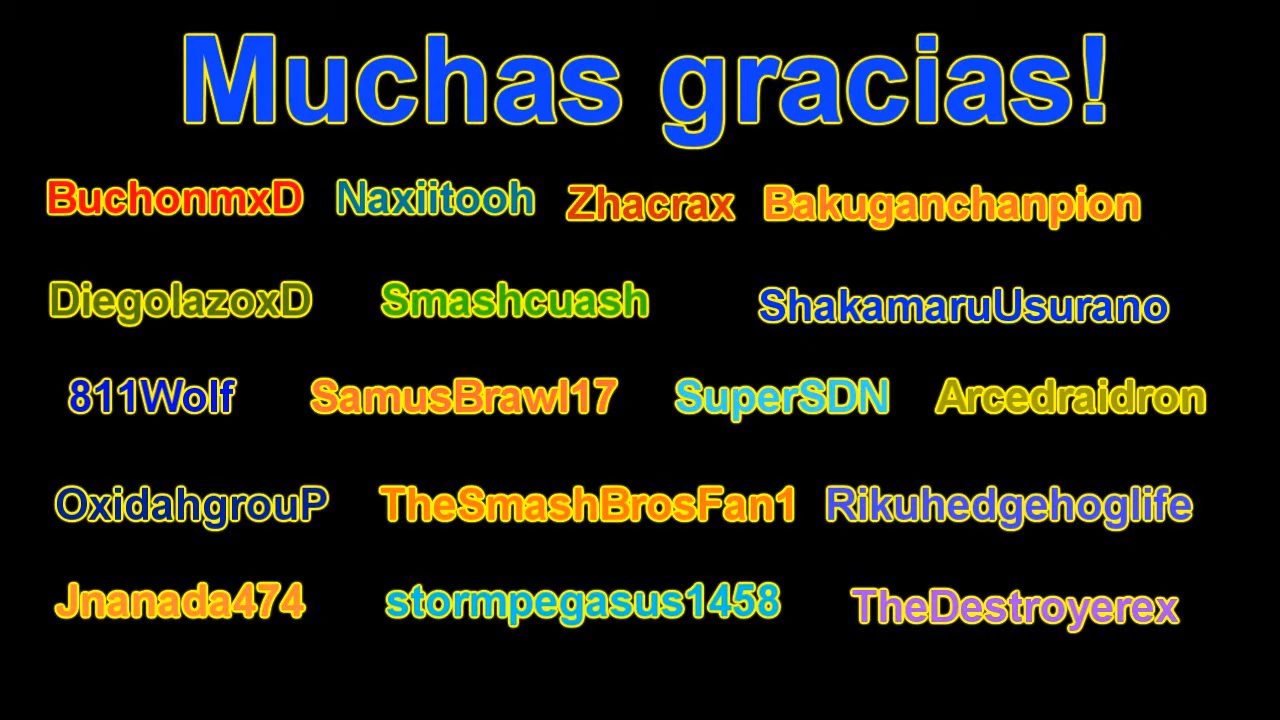 Muchas gracias!
BuchonmxD Naxiitooh Zhacrax Bakuganchanpion
DiegolazoxD Smashcuash ShakamaruUsurano
811Wolf SamusBrawl17 SuperSDN Arcedraidron
OxidahgrouP TheSmashBrosFan1 Rikuhedgehoglife
Jnanada474 stormpegasus1458 TheDestroyerex